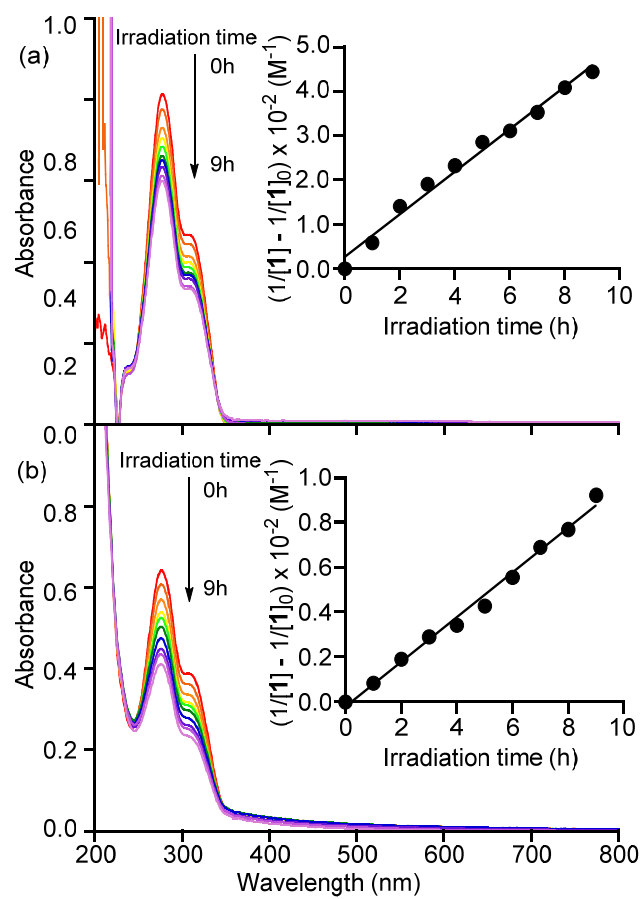 (a)
Irradiation time
0h
9h
Absorbance
1.0
0.8
0.6
0.4
0.2
0.0
(1/[1] - 1/[1]0) x 10-2 (M-1)
5.0
4.0
3.0
2.0
1.0
0.0
0 2 4 6 8 10
Irradiation time (h)
(b)
Irradiation time
0h
9h
Absorbance
0.8
0.6
0.4
0.2
0.0
(1/[1] - 1/[1]0) x 10-2 (M-1)
1.0
0.8
0.6
0.4
0.2
0.0
0 2 4 6 8 10
Irradiation time (h)
200 300 400 500 600 700 800
Wavelength (nm)